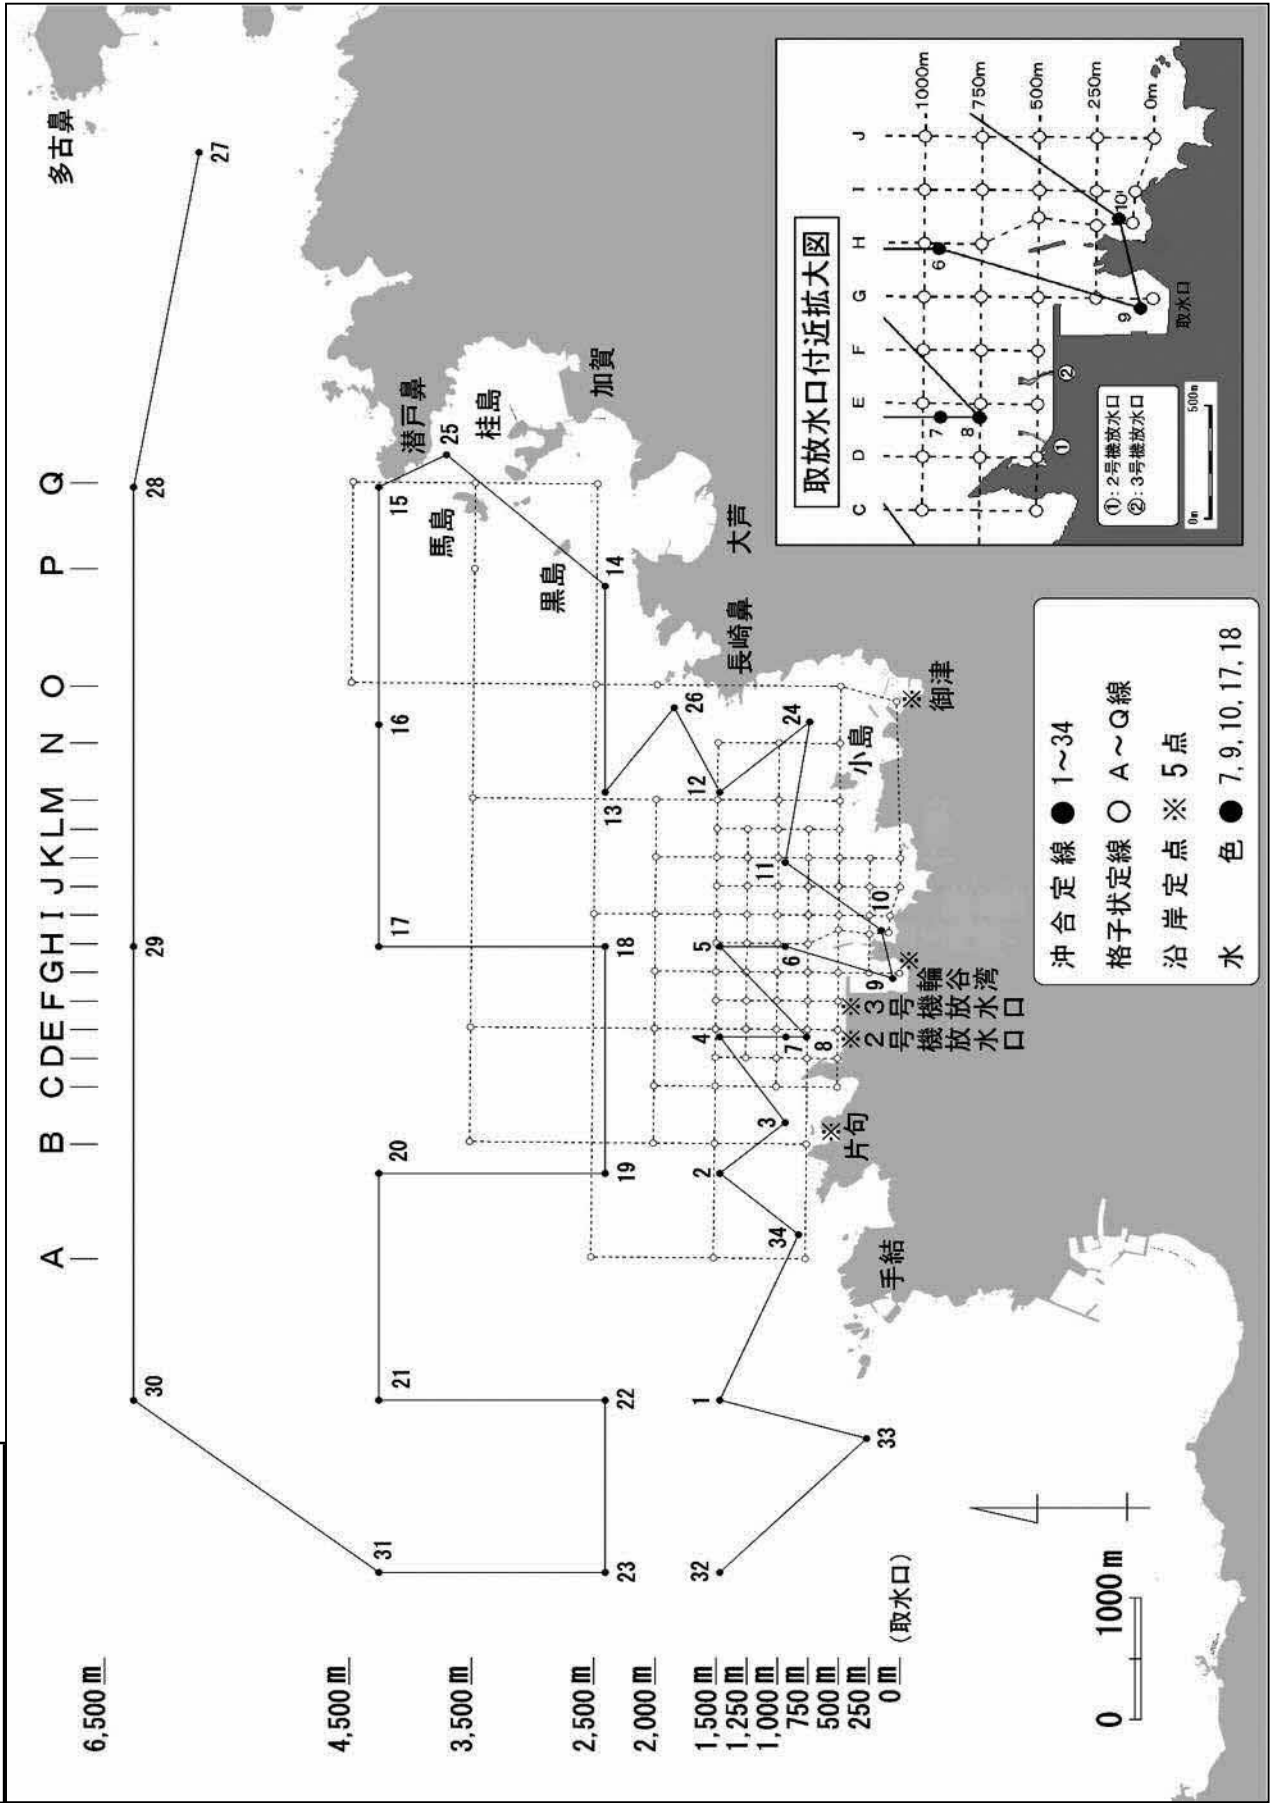 A B C D E F G H I J K L M N O P Q
6,500m
4,500m
3,500m
2,500m
2,000m
1,500m
1,250m
1,000m
750m
500m
250m
0m
(取水口)
多古鼻
27
28
29
30
31
15
16
17
20
21
潜戸鼻
25
桂島
加賀
馬島
黒島
14
13
18
19
22
23
大芦
長崎鼻
26
12
24
小島
※
御津
11
10
5
6
9
4
7
8
3
2
34
1
33
32
※
輪谷湾
※3号機放水口
※2号機放水口
※
片句
手結
0 1000m
沖合定線 ● 1~34
格子状定線 ○ A~Q線
沿岸定点 ※ 5点
水色 ● 7,9,10,17,18
取放水口付近拡大図
C D E F G H I J
1000m
750m
500m
250m
0m
6
7
8
9
10
①
②
取水口
①:2号機放水口
②:3号機放水口
0m 500m